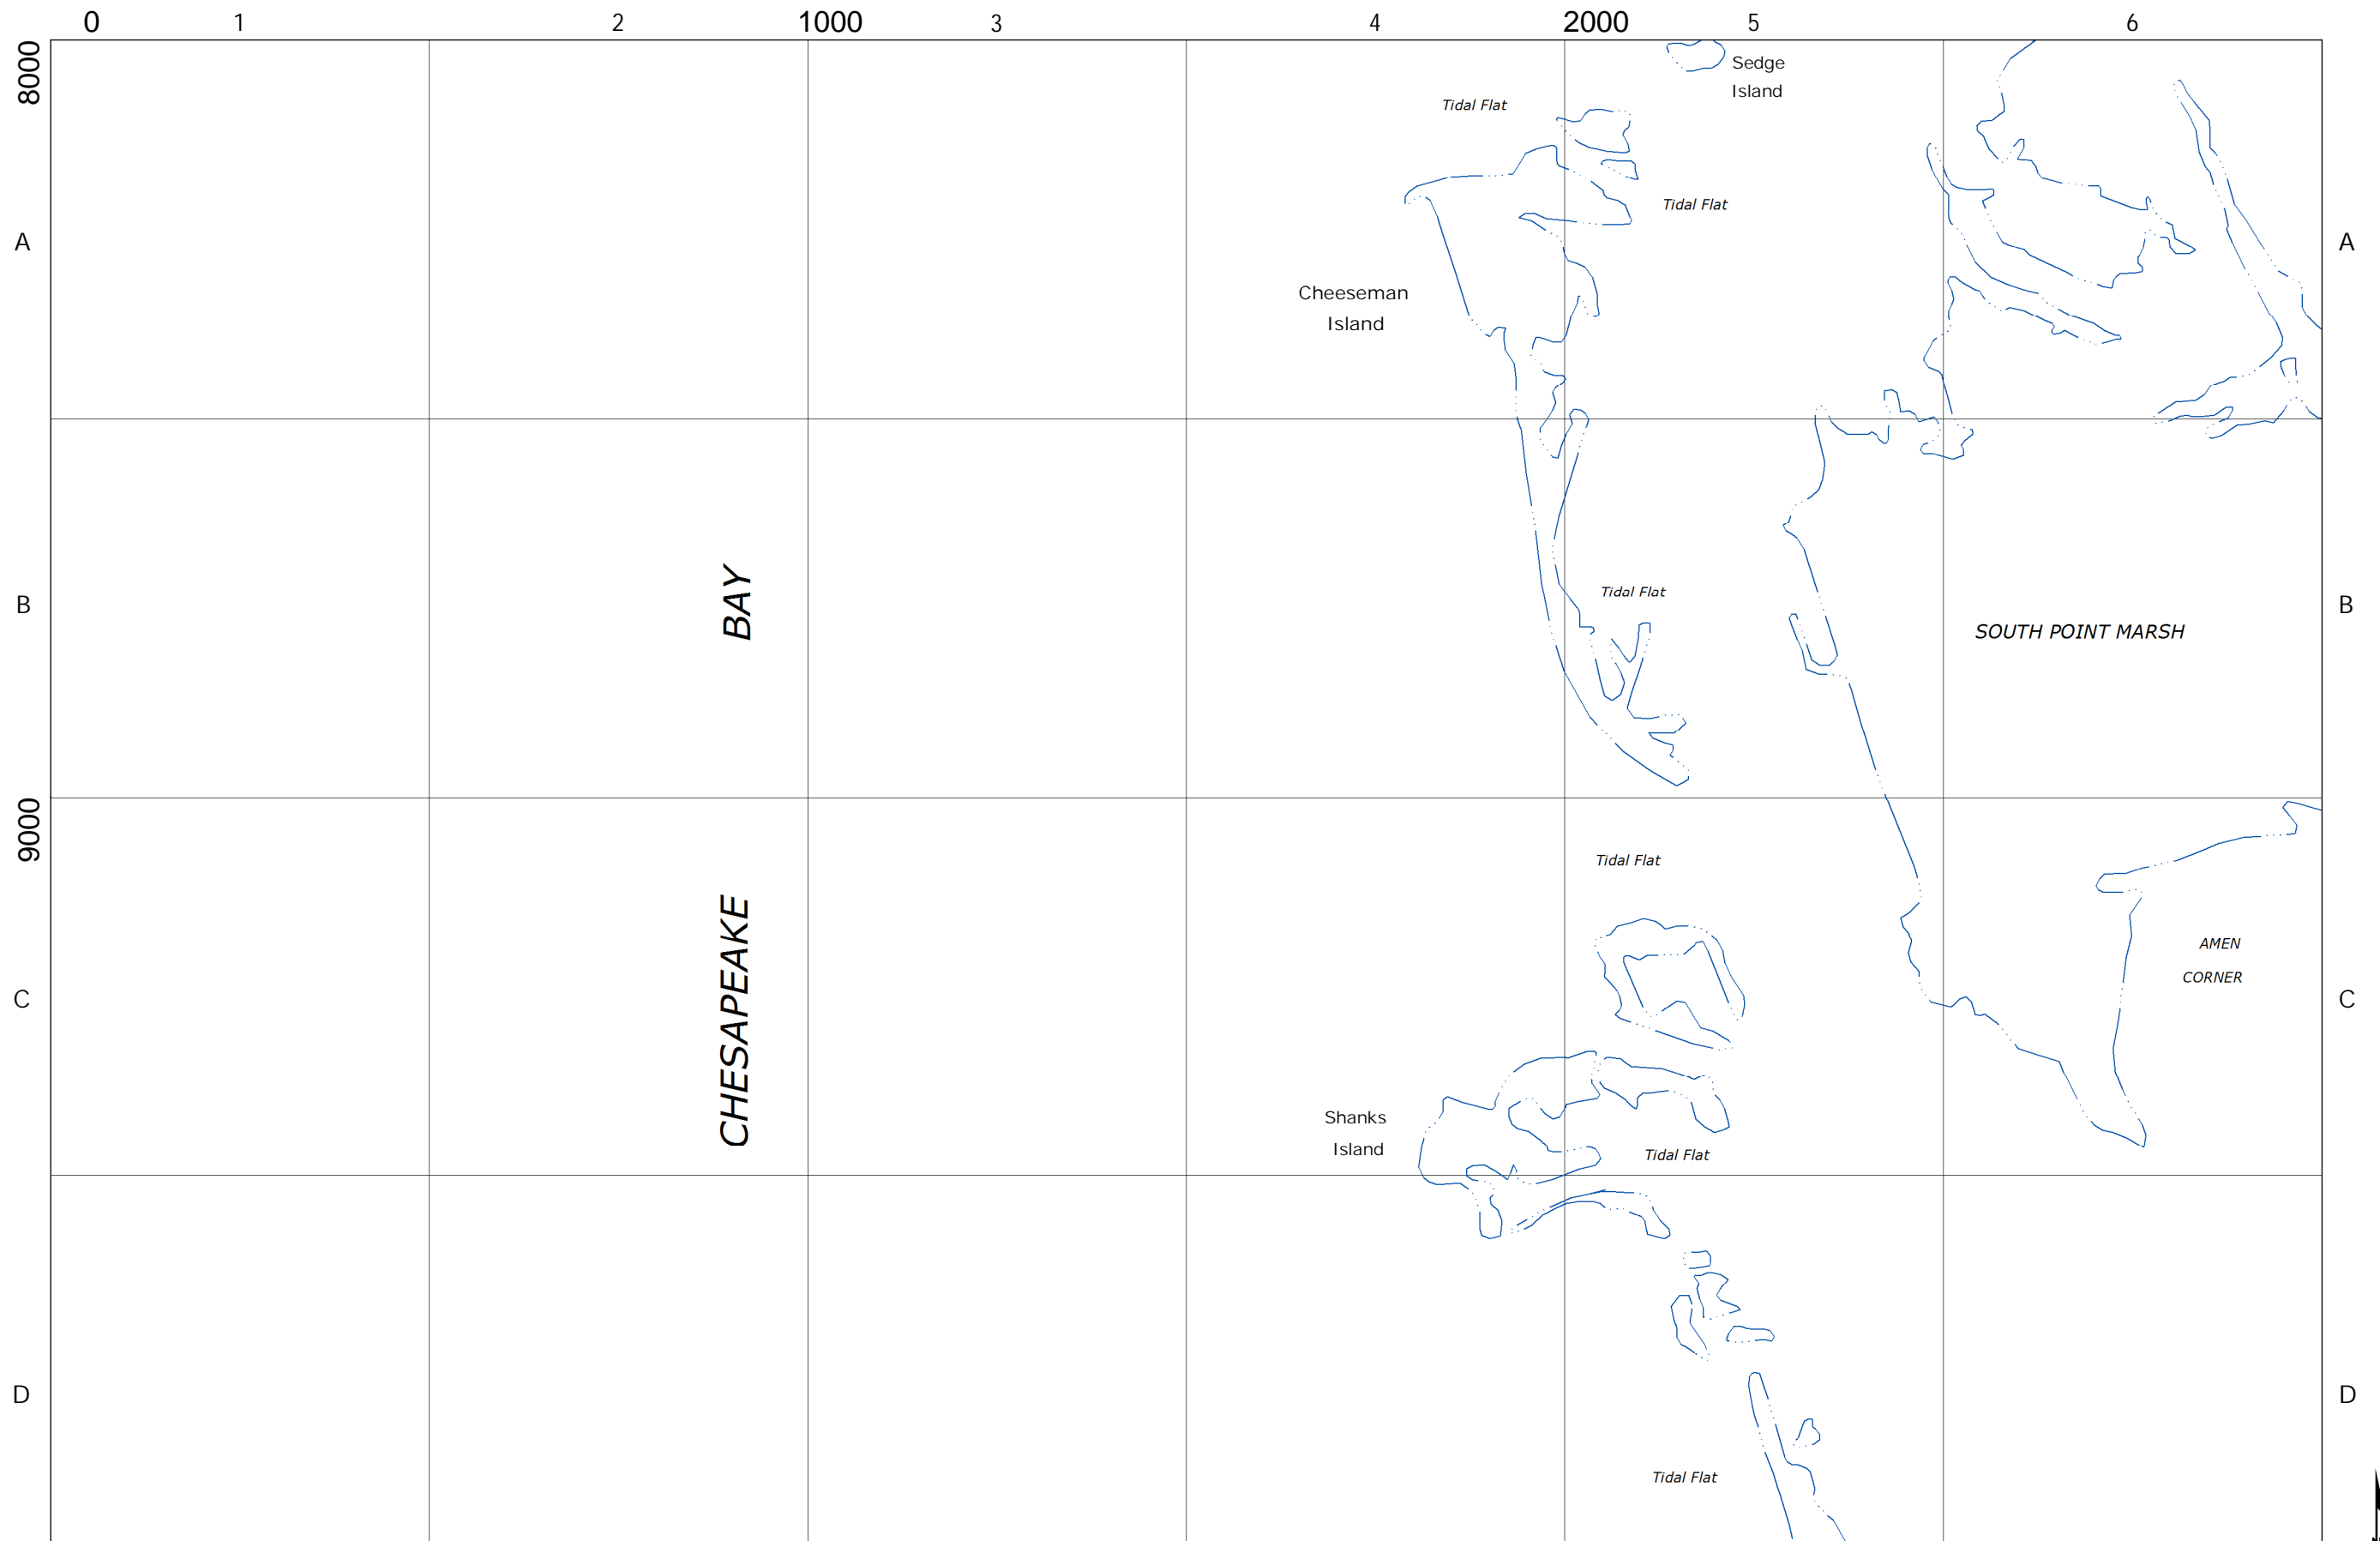 0 1 2 1000 3 4 2000 5 6
8000
Sedge
Island
Tidal Flat
Tidal Flat
A A
Cheeseman
Island
BAY
Tidal Flat
B B
SOUTH POINT MARSH
9000
Tidal Flat
CHESAPEAKE
AMEN
CORNER
C C
Shanks
Island
Tidal Flat
D D
Tidal Flat